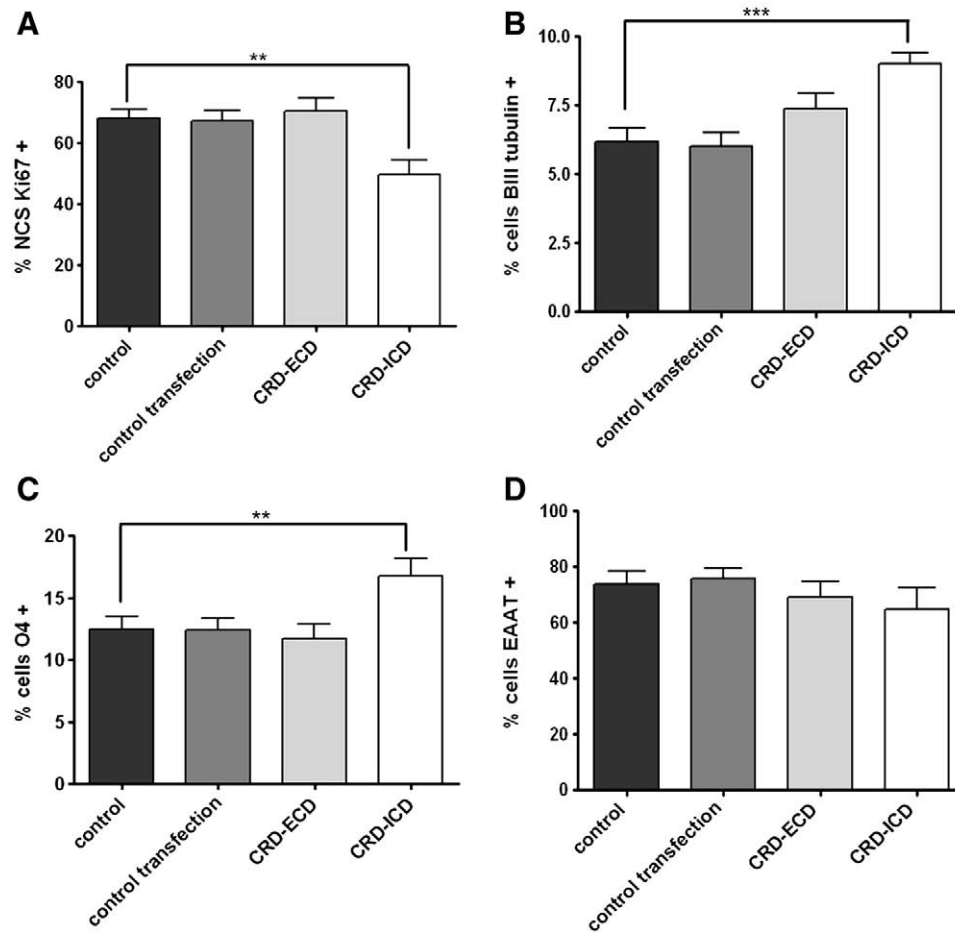 A
**
80
60
40
20
0
% NCS Ki67 +
control
control transfection
CRD-ECD
CRD-ICD
B
***
10.0
7.5
5.0
2.5
0.0
% cells BIII tubulin +
control
control transfection
CRD-ECD
CRD-ICD
C
**
20
15
10
5
0
% cells O4 +
control
control transfection
CRD-ECD
CRD-ICD
D
100
80
60
40
20
0
% cells EAAT +
control
control transfection
CRD-ECD
CRD-ICD